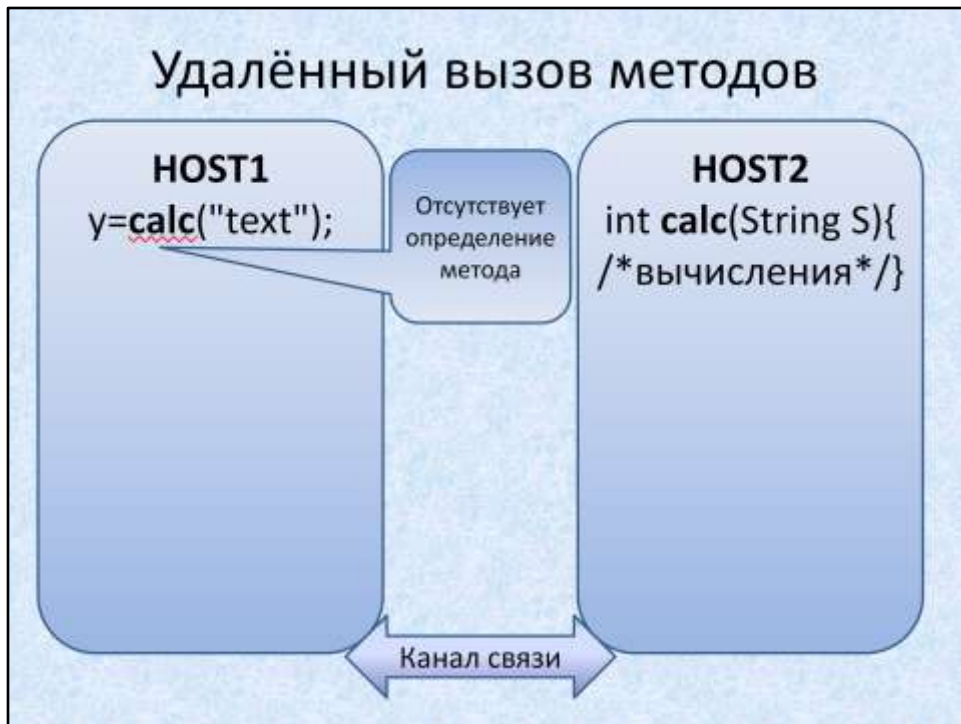 Удалённый вызов методов
HOST1
y=calc("text");
Отсутствует
определение
метода
HOST2
int calc(String S){
/*вычисления*/}
Канал связи